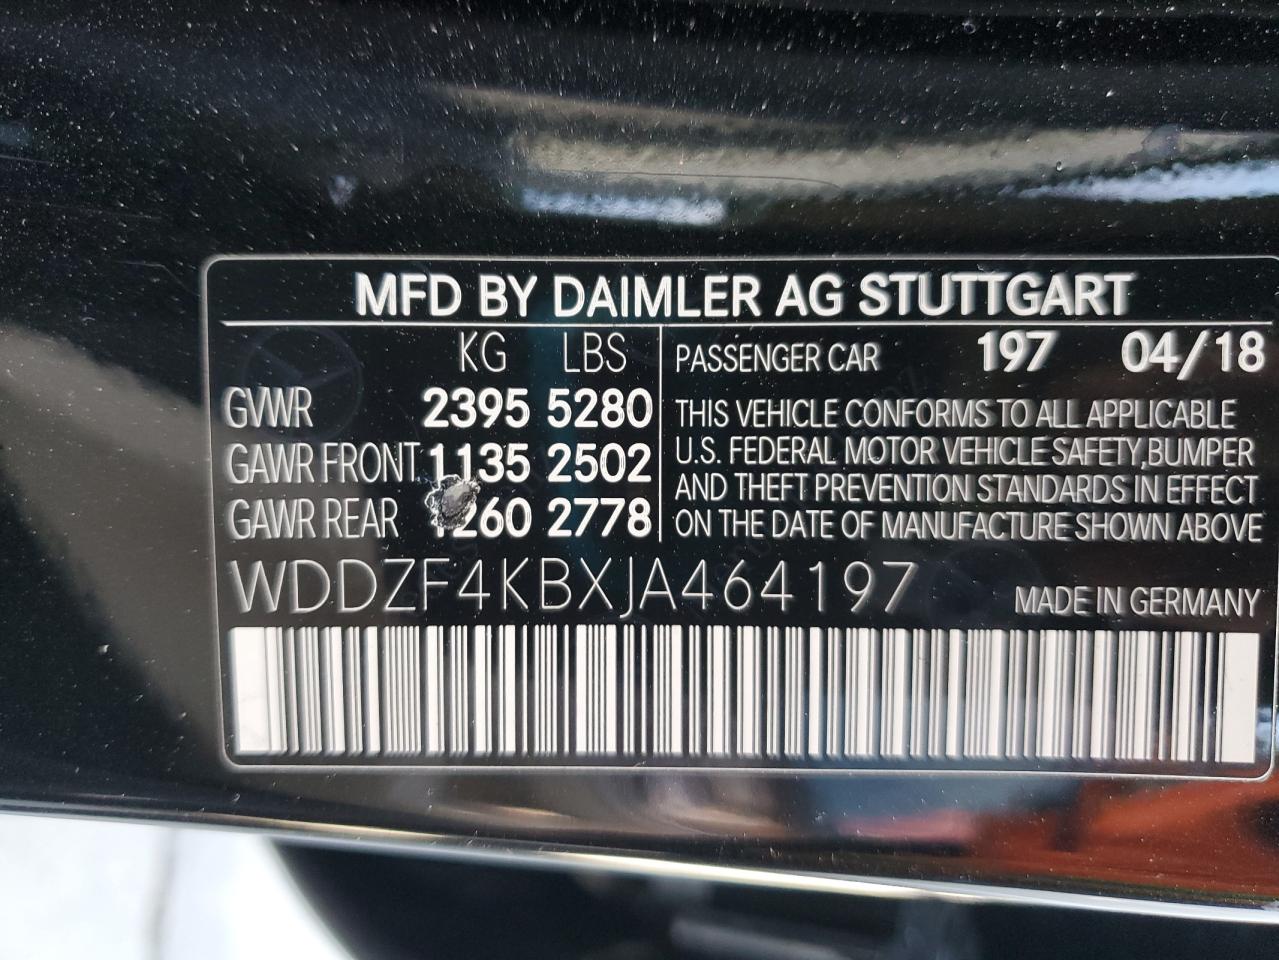 MFD BY DAIMLER AG STUTTGART
KG LBS
GVWR 2395 5280
GAWR FRONT 1135 2502
GAWR REAR 1260 2778
PASSENGER CAR 197 04/18
THIS VEHICLE CONFORMS TO ALL APPLICABLE
U.S. FEDERAL MOTOR VEHICLE SAFETY, BUMPER
AND THEFT PREVENTION STANDARDS IN EFFECT
ON THE DATE OF MANUFACTURE SHOWN ABOVE
WDDZF4KBXJA464197 MADE IN GERMANY